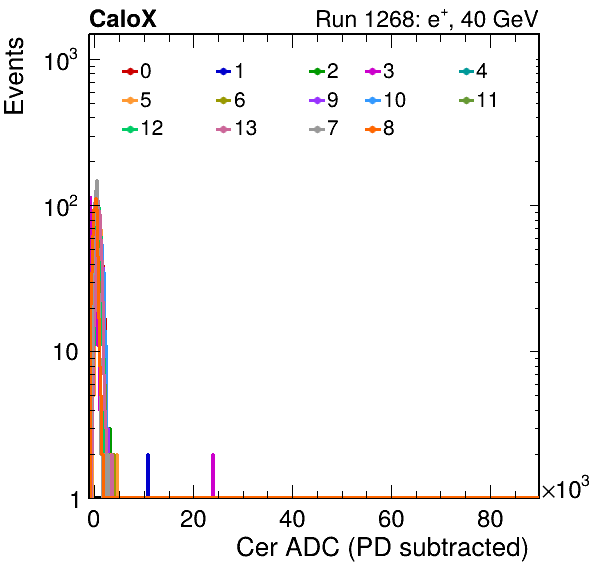 CaloX Run 1268: e⁺, 40 GeV
Events
10³
0 1 2 3 4
5 6 9 10 11
12 13 7 8
10²
10
1
0 20 40 60 80 ×10³
Cer ADC (PD subtracted)